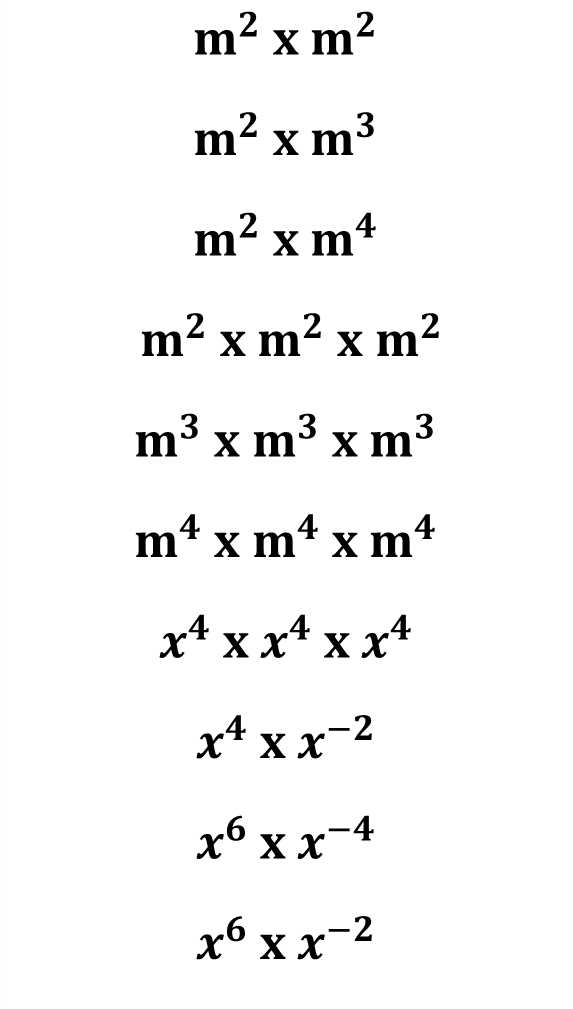 m² x m²
m² x m³
m² x m⁴
m² x m² x m²
m³ x m³ x m³
m⁴ x m⁴ x m⁴
x⁴ x x⁴ x x⁴
x⁴ x x⁻²
x⁶ x x⁻⁴
x⁶ x x⁻²